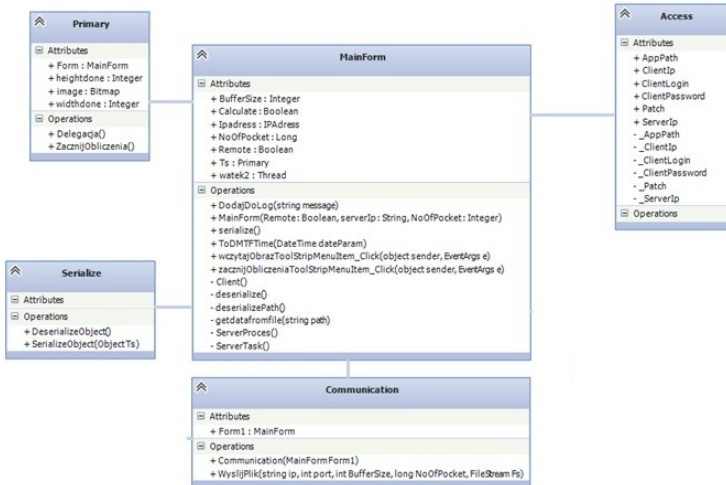 Primary
Attributes
+ Form : MainForm
+ heightdone : Integer
+ image : Bitmap
+ widthdone : Integer
Operations
+ Delegacja()
+ ZacznijObliczenia()
MainForm
Attributes
+ BufferSize : Integer
+ Calculate : Boolean
+ Ipadress : IPAdress
+ NoOfPocket : Long
+ Remote : Boolean
+ Ts : Primary
+ watek2 : Thread
Operations
+ DodajDoLog(string message)
+ MainForm(Remote : Boolean, serverIp : String, NoOfPocket : Integer)
+ serialize()
+ ToDMTFTime(DateTime dateParam)
+ wczytajObrazToolStripMenuItem_Click(object sender, EventArgs e)
+ zacznijObliczeniaToolStripMenuItem_Click(object sender, EventArgs e)
- Client()
- deserialize()
- deserializePath()
- getdatafromfile(string path)
- ServerProces()
- ServerTask()
Access
Attributes
+ AppPath
+ ClientIp
+ ClientLogin
+ ClientPassword
+ Patch
+ ServerIp
- _AppPath
- _ClientIp
- _ClientLogin
- _ClientPassword
- _Patch
- _ServerIp
Operations
Serialize
Attributes
Operations
+ DeserializeObject()
+ SerializeObject(Object Ts)
Communication
Attributes
+ Form1 : MainForm
Operations
+ Communication(MainForm Form1)
+ WyslijPlik(string ip, int port, int BufferSize, long NoOfPocket, FileStream Fs)